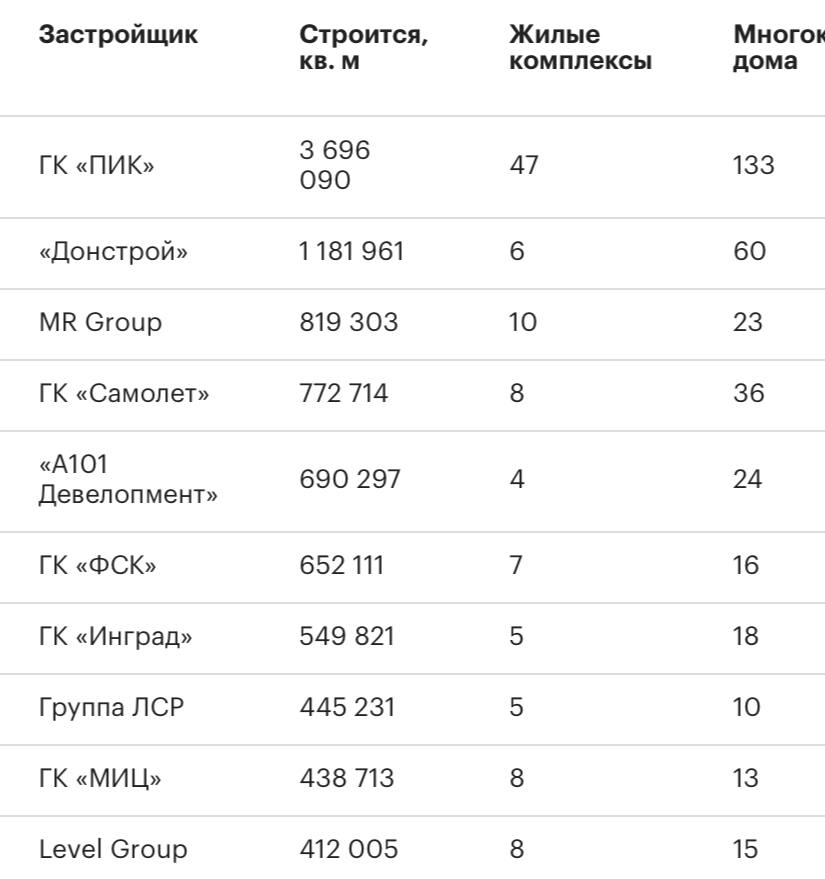 Застройщик Строится, Жилые Многок
кв. м комплексы дома
3 696
ГК «ПИК» 47 133
090
«Донстрой» 1 181 961 6 60
MR Group 819 303 10 23
ГК «Самолет» 772 714 8 36
«А101
690 297 4 24
Девелопмент»
ГК «ФСК» 652 111 7 16
ГК «Инград» 549 821 5 18
Группа ЛСР 445 231 5 10
ГК «МИЦ» 438 713 8 13
Level Group 412 005 8 15